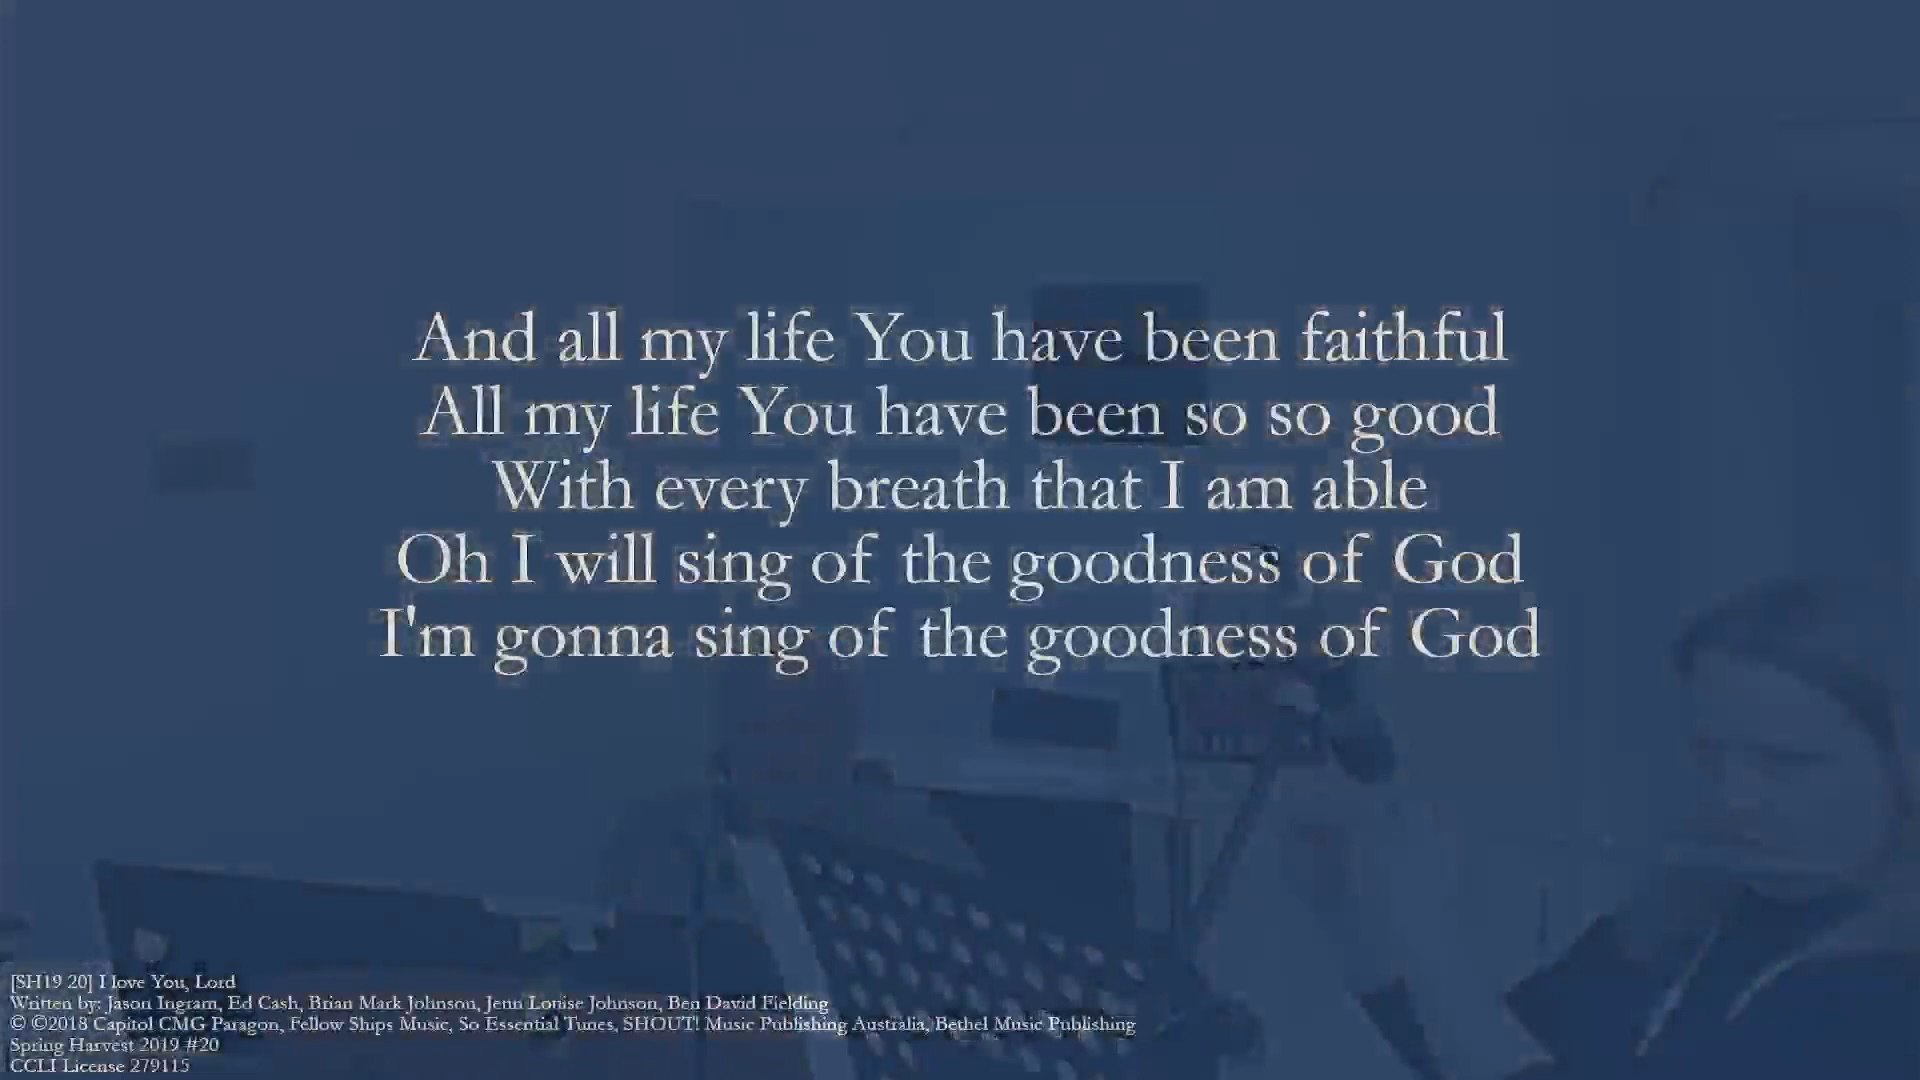 And all my life You have been faithful
All my life You have been so so good
With every breath that I am able
Oh I will sing of the goodness of God
I'm gonna sing of the goodness of God
[SH19 20] I love You, Lord
Written by: Jason Ingram, Ed Cash, Brian Mark Johnson, Jenn Louise Johnson, Ben David Fielding
© ©2018 Capitol CMG Paragon, Fellow Ships Music, So Essential Tunes, SHOUT! Music Publishing Australia, Bethel Music Publishing
Spring Harvest 2019 #20
CCLI License 279115